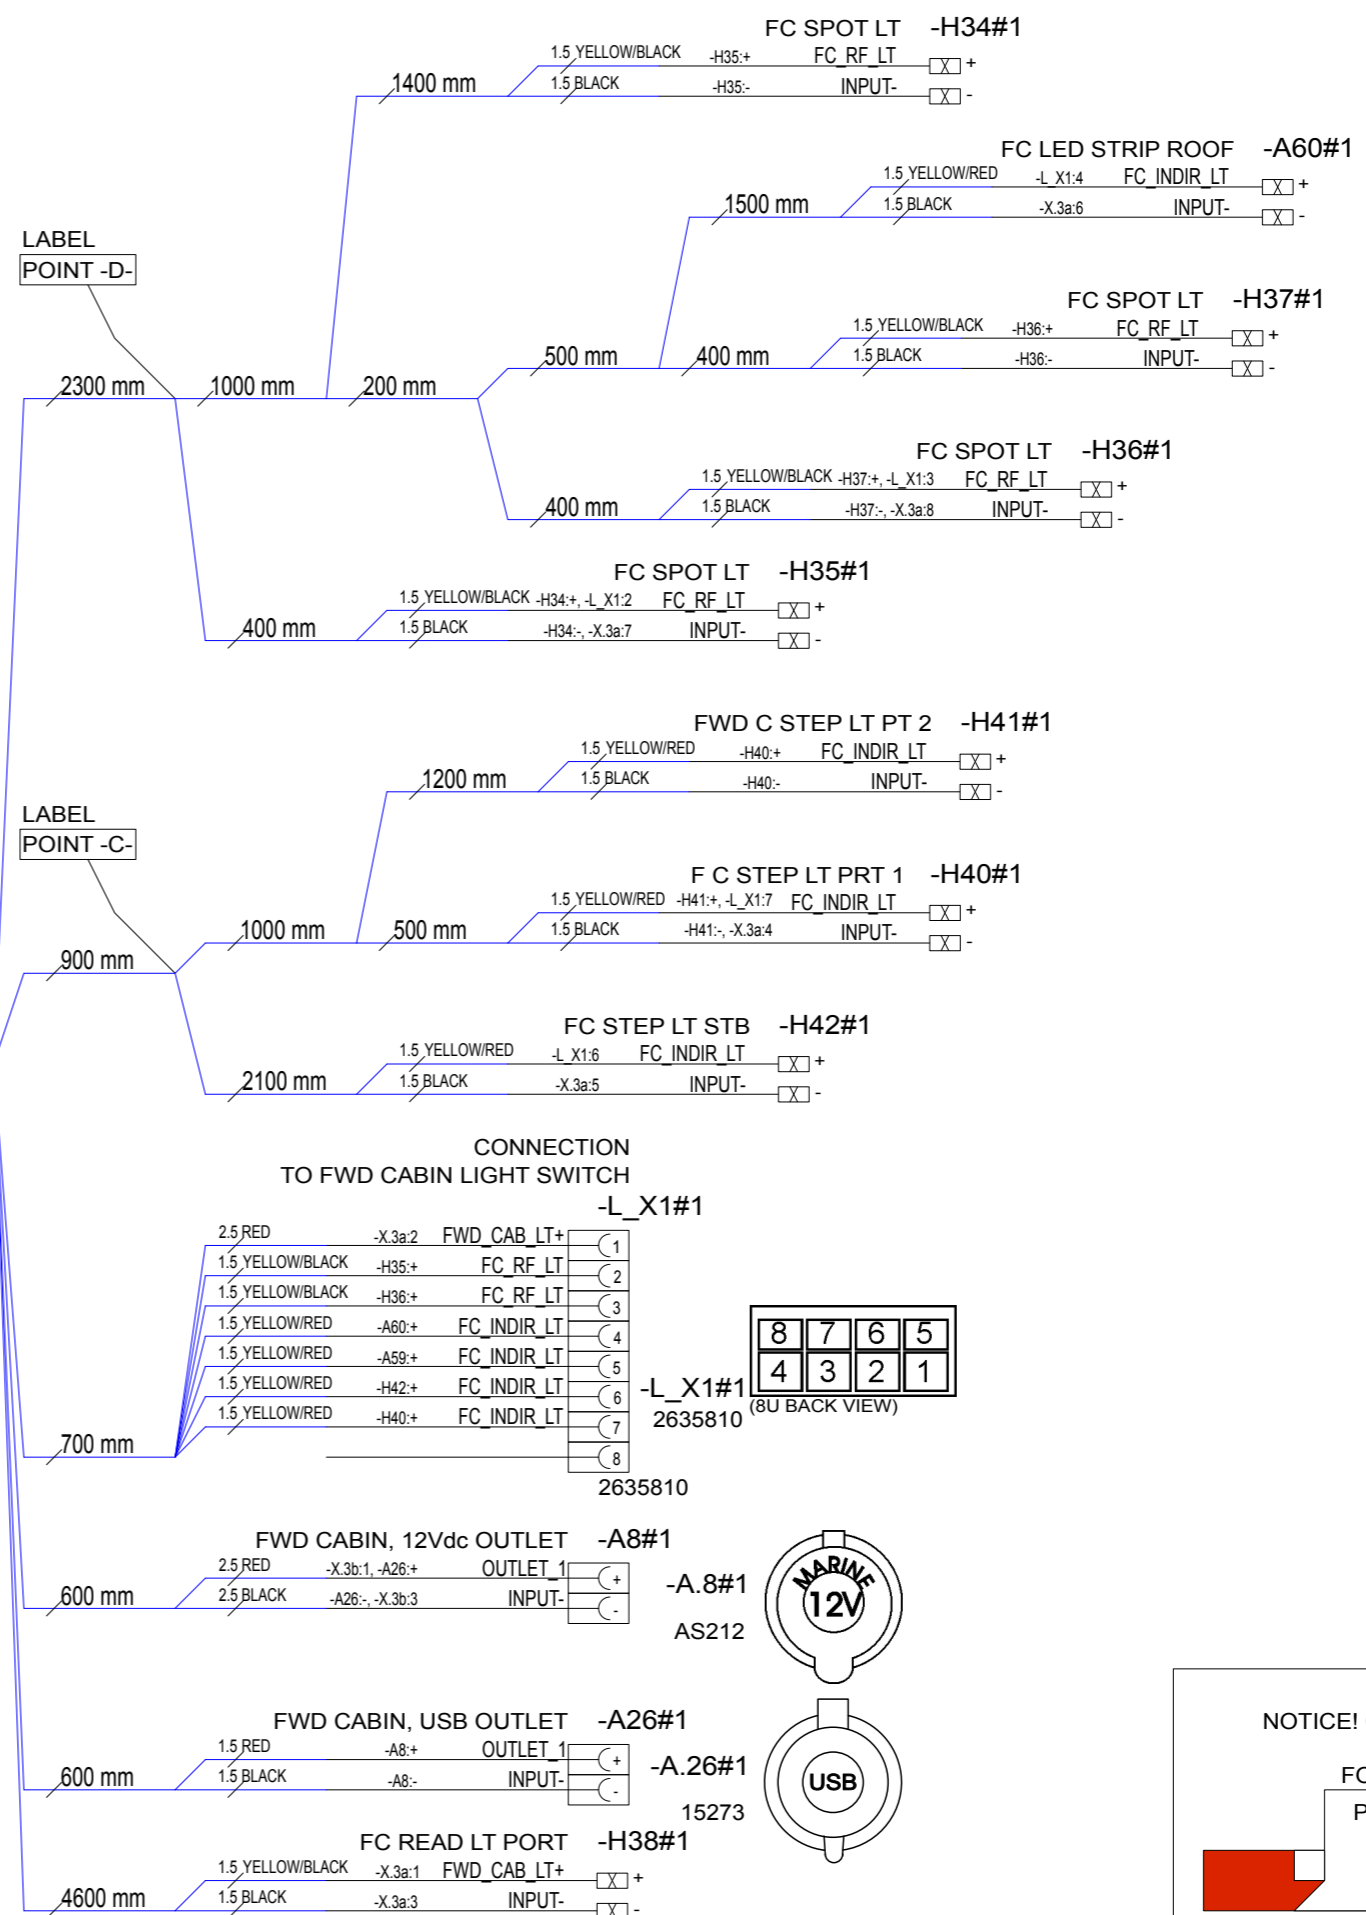 FC SPOT LT -H34#1
1.5 YELLOW/BLACK -H35:+ FC_RF_LT X +
1400 mm 1.5 BLACK -H35:- INPUT- X -
FC LED STRIP ROOF -A60#1
1.5 YELLOW/RED -L_X1:4 FC_INDIR_LT X +
1500 mm 1.5 BLACK -X.3a:6 INPUT- X -
LABEL
POINT -D-
FC SPOT LT -H37#1
1.5 YELLOW/BLACK -H36:+ FC_RF_LT X +
500 mm 400 mm 1.5 BLACK -H36:- INPUT- X -
2300 mm 1000 mm 200 mm
FC SPOT LT -H36#1
1.5 YELLOW/BLACK -H37:+, -L_X1:3 FC_RF_LT X +
400 mm 1.5 BLACK -H37:-, -X.3a:8 INPUT- X -
FC SPOT LT -H35#1
1.5 YELLOW/BLACK -H34:+, -L_X1:2 FC_RF_LT X +
400 mm 1.5 BLACK -H34:-, -X.3a:7 INPUT- X -
FWD C STEP LT PT 2 -H41#1
1.5 YELLOW/RED -H40:+ FC_INDIR_LT X +
1200 mm 1.5 BLACK -H40:- INPUT- X -
LABEL
POINT -C-
F C STEP LT PRT 1 -H40#1
1.5 YELLOW/RED -H41:+, -L_X1:7 FC_INDIR_LT X +
1000 mm 500 mm 1.5 BLACK -H41:-, -X.3a:4 INPUT- X -
900 mm
FC STEP LT STB -H42#1
1.5 YELLOW/RED -L_X1:6 FC_INDIR_LT X +
2100 mm 1.5 BLACK -X.3a:5 INPUT- X -
CONNECTION
TO FWD CABIN LIGHT SWITCH
-L_X1#1
2.5 RED -X.3a:2 FWD_CAB_LT+ 1
1.5 YELLOW/BLACK -H35:+ FC_RF_LT 2
1.5 YELLOW/BLACK -H36:+ FC_RF_LT 3
1.5 YELLOW/RED -A60:+ FC_INDIR_LT 4
1.5 YELLOW/RED -A59:+ FC_INDIR_LT 5
1.5 YELLOW/RED -H42:+ FC_INDIR_LT 6
1.5 YELLOW/RED -H40:+ FC_INDIR_LT 7
700 mm 8
2635810
-L_X1#1
2635810
8 7 6 5
4 3 2 1
(8U BACK VIEW)
FWD CABIN, 12Vdc OUTLET -A8#1
2.5 RED -X.3b:1, -A26:+ OUTLET_1 +
600 mm 2.5 BLACK -A26:-, -X.3b:3 INPUT- -
-A.8#1
AS212
MARINE
12V
FWD CABIN, USB OUTLET -A26#1
1.5 RED -A8:+ OUTLET_1 +
600 mm 1.5 BLACK -A8:- INPUT- -
-A.26#1
15273
USB
FC READ LT PORT -H38#1
1.5 YELLOW/BLACK -X.3a:1 FWD_CAB_LT+ X +
4600 mm 1.5 BLACK -X.3a:3 INPUT- X -
NOTICE!